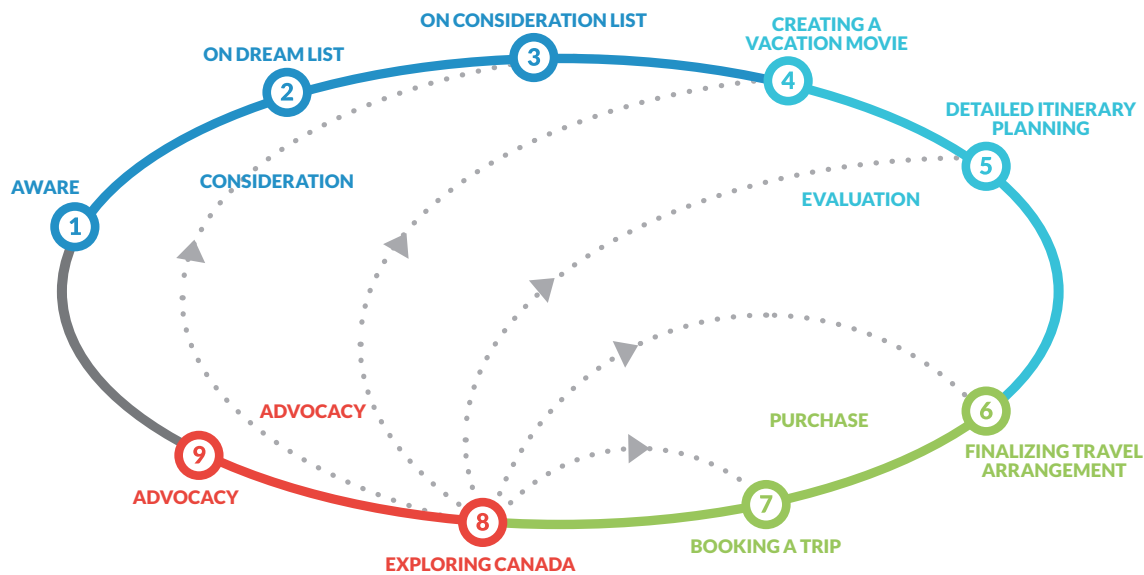 ON CONSIDERATION LIST
3
CREATING A
VACATION MOVIE
4
ON DREAM LIST
2
DETAILED ITINERARY
PLANNING
5
AWARE
1
CONSIDERATION
EVALUATION
ADVOCACY
PURCHASE
6
FINALIZING TRAVEL
ARRANGEMENT
9
ADVOCACY
7
BOOKING A TRIP
8
EXPLORING CANADA